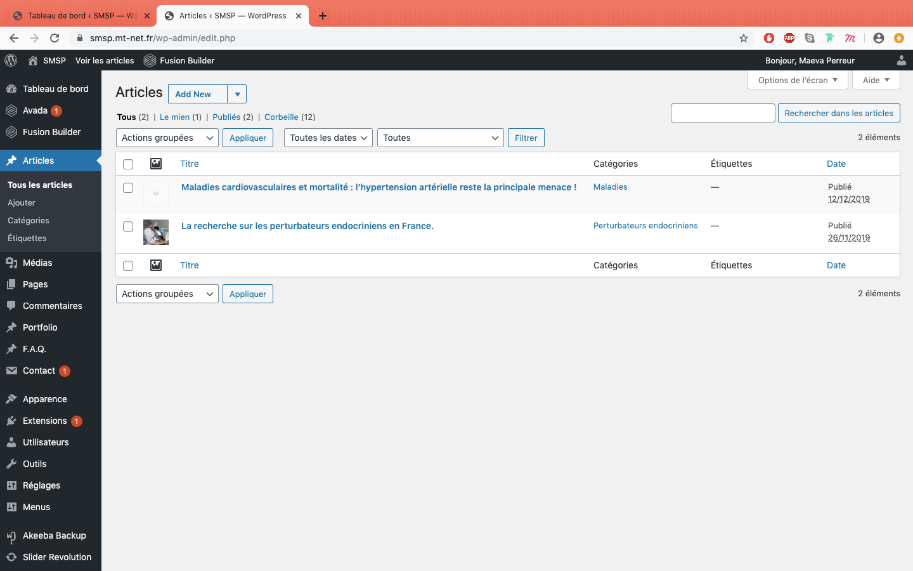 Tableau de bord ‹ SMSP — W
Articles ‹ SMSP — WordPress
smsp.mt-net.fr/wp-admin/edit.php
SMSP Voir les articles Fusion Builder Bonjour, Maeva Perreur
Tableau de bord
Avada 1
Fusion Builder
Articles
Tous les articles
Ajouter
Catégories
Étiquettes
Médias
Pages
Commentaires
Portfolio
F.A.Q.
Contact 1
Apparence
Extensions 1
Utilisateurs
Outils
Réglages
Menus
Akeeba Backup
Slider Revolution
Options de l'écran Aide
Articles Add New
Tous (2) | Le mien (1) | Publiés (2) | Corbeille (12)
Rechercher dans les articles
Actions groupées Appliquer Toutes les dates Toutes Filtrer 2 éléments
Titre Catégories Étiquettes Date
Maladies cardiovasculaires et mortalité : l'hypertension artérielle reste la principale menace ! Maladies — Publié
12/12/2019
La recherche sur les perturbateurs endocriniens en France. Perturbateurs endocriniens — Publié
26/11/2019
Titre Catégories Étiquettes Date
Actions groupées Appliquer 2 éléments